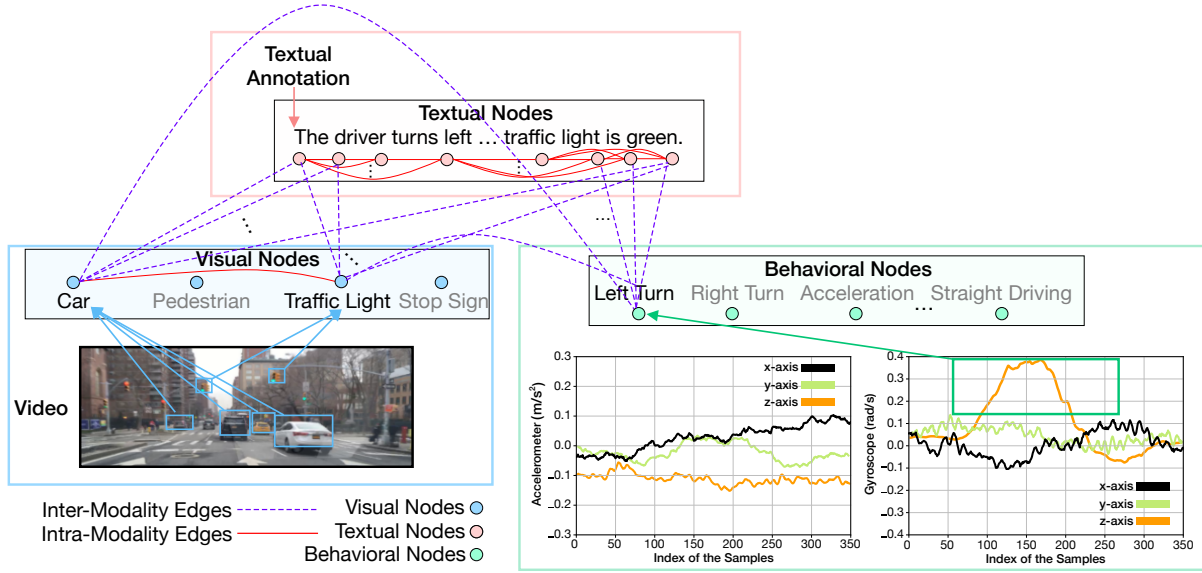 Textual
Annotation
Textual Nodes
The driver turns left ... traffic light is green.
...
Visual Nodes
Car
Pedestrian
Traffic Light
Stop Sign
Video
Behavioral Nodes
Left Turn
Right Turn
Acceleration
...
Straight Driving
Accelerometer (m/s²)
0.3
0.2
0.1
0.0
−0.1
−0.2
−0.3
x-axis
y-axis
z-axis
0 50 100 150 200 250 300 350
Index of the Samples
Gyroscope (rad/s)
0.4
0.3
0.2
0.1
0.0
−0.1
−0.2
−0.3
−0.4
x-axis
y-axis
z-axis
0 50 100 150 200 250 300 350
Index of the Samples
Inter-Modality Edges
Intra-Modality Edges
Visual Nodes
Textual Nodes
Behavioral Nodes